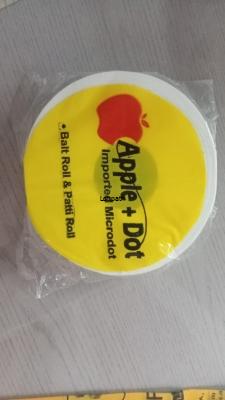 Apple + Dot
Imported Microdot
Balt Roll & Patti Roll